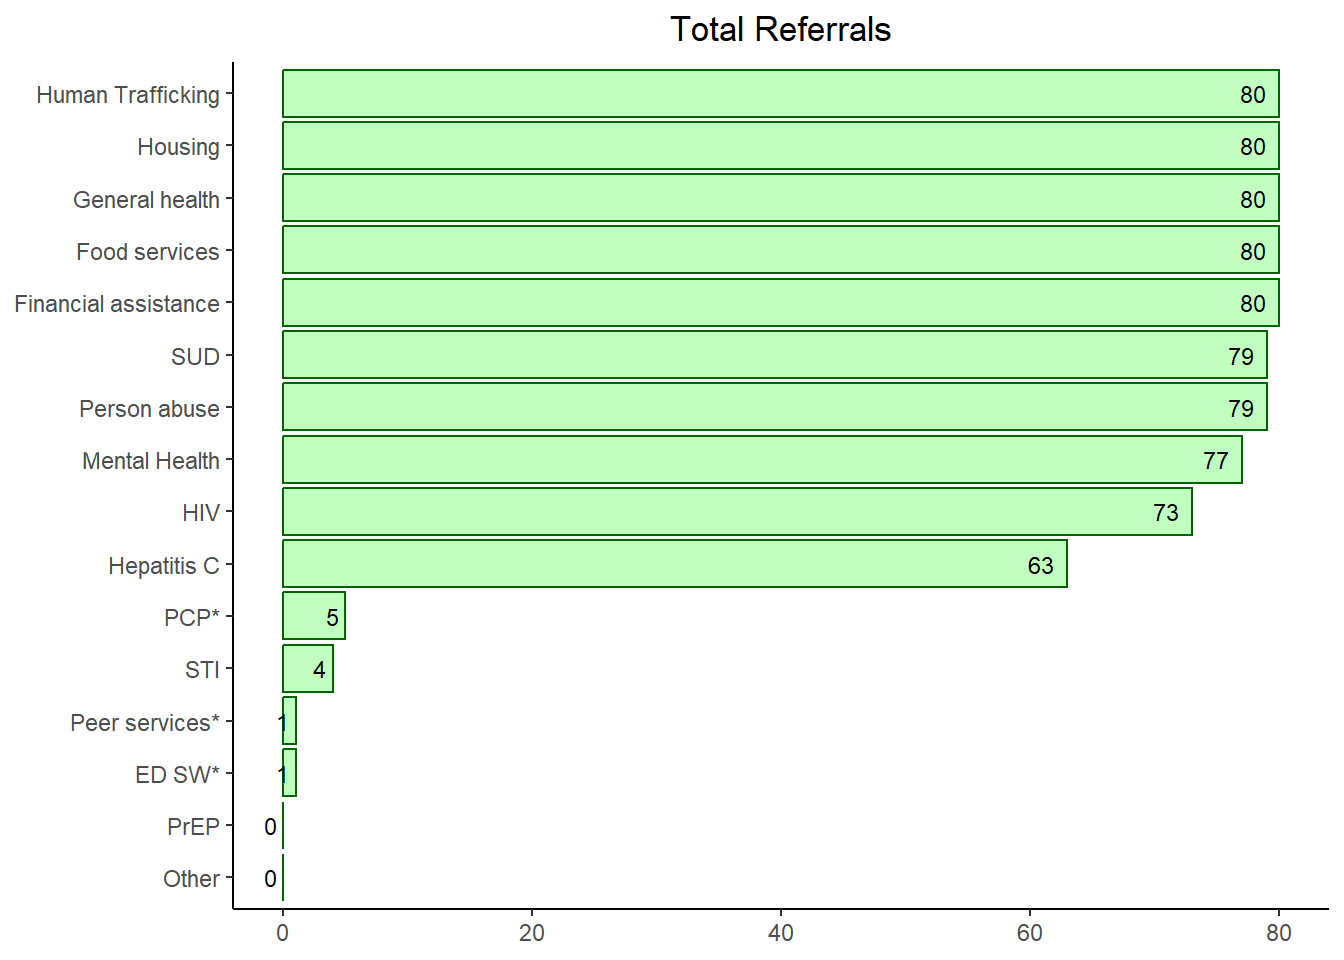 Total Referrals
Human Trafficking 80
Housing 80
General health 80
Food services 80
Financial assistance 80
SUD 79
Person abuse 79
Mental Health 77
HIV 73
Hepatitis C 63
PCP* 5
STI 4
Peer services* 1
ED SW* 1
PrEP 0
Other 0
0 20 40 60 80